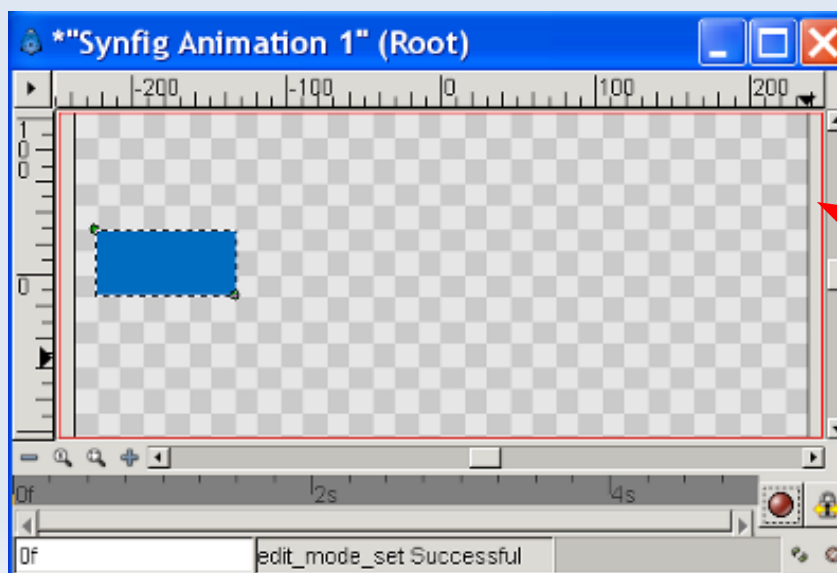 *"Synfig Animation 1" (Root)
-200 -100 0 100 200
100
0
0f 2s 4s
0f edit_mode_set Successful